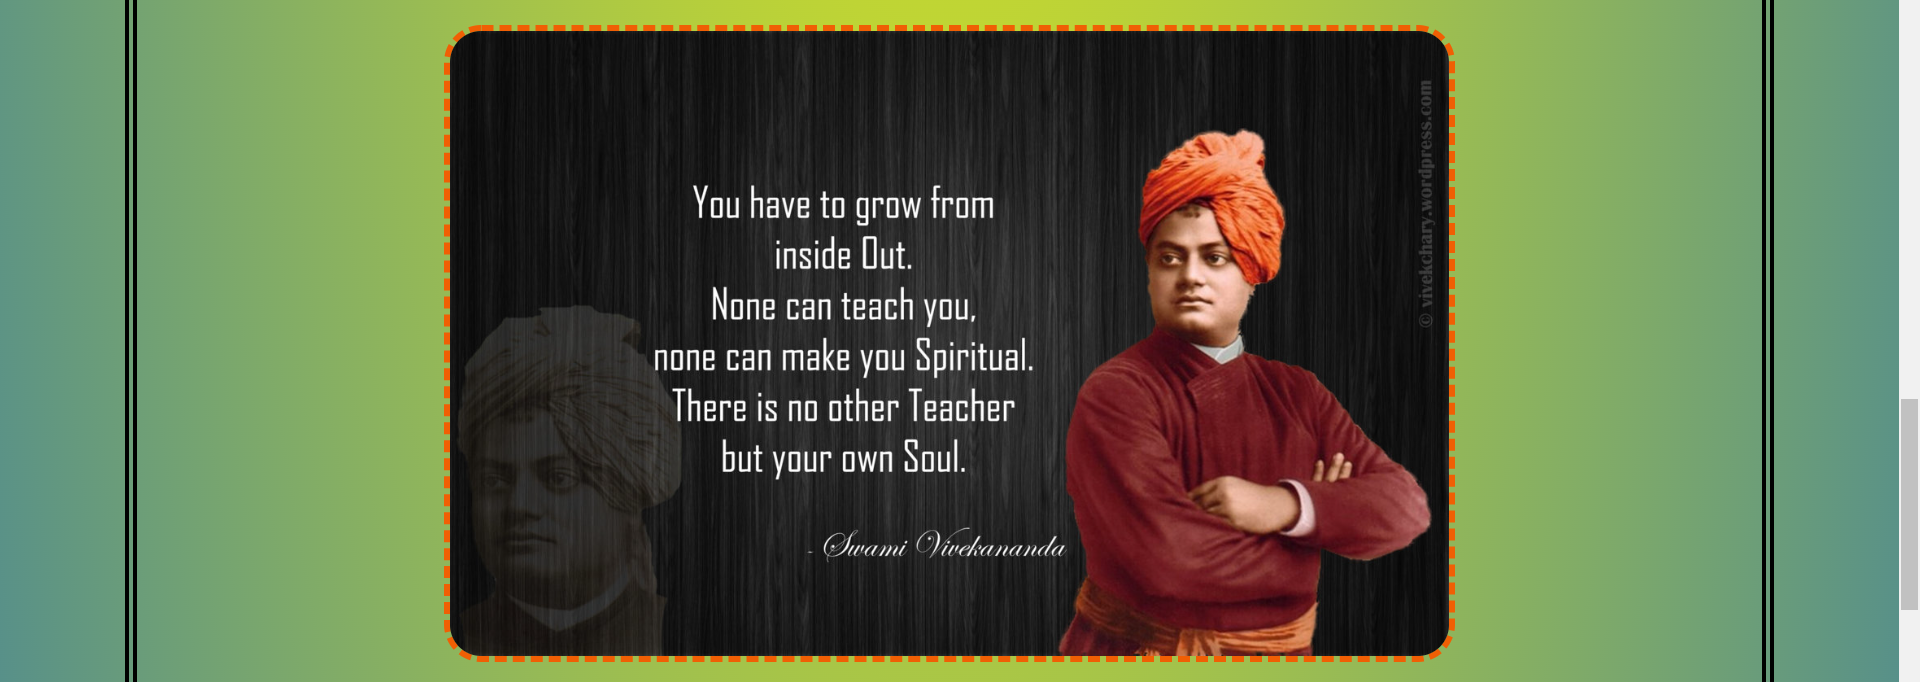 You have to grow from
inside Out.
None can teach you,
none can make you Spiritual.
There is no other Teacher
but your own Soul.
- Swami Vivekananda
© vivekchary.wordpress.com